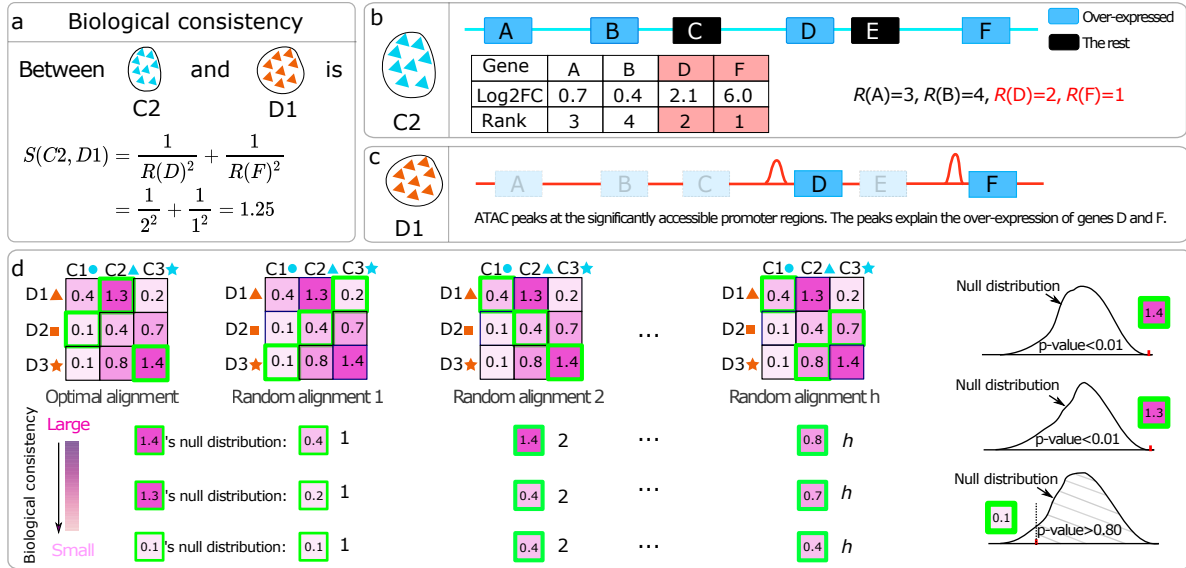 a
Biological consistency
Between and is
C2 D1
S(C2, D1) = 1/R(D)² + 1/R(F)²
= 1/2² + 1/1² = 1.25
b
C2
A B C D E F
Over-expressed
The rest
Gene A B D F
Log2FC 0.7 0.4 2.1 6.0
Rank 3 4 2 1
R(A)=3, R(B)=4, R(D)=2, R(F)=1
c
D1
A B C D E F
ATAC peaks at the significantly accessible promoter regions. The peaks explain the over-expression of genes D and F.
d
C1 C2 C3
D1 0.4 1.3 0.2
D2 0.1 0.4 0.7
D3 0.1 0.8 1.4
Optimal alignment
C1 C2 C3
D1 0.4 1.3 0.2
D2 0.1 0.4 0.7
D3 0.1 0.8 1.4
Random alignment 1
C1 C2 C3
D1 0.4 1.3 0.2
D2 0.1 0.4 0.7
D3 0.1 0.8 1.4
Random alignment 2
...
C1 C2 C3
D1 0.4 1.3 0.2
D2 0.1 0.4 0.7
D3 0.1 0.8 1.4
Random alignment h
Biological consistency
Large
Small
1.4 's null distribution: 0.4 1 1.4 2 ... 0.8 h
1.3 's null distribution: 0.2 1 0.4 2 ... 0.7 h
0.1 's null distribution: 0.1 1 0.4 2 ... 0.4 h
Null distribution
1.4
p-value<0.01
Null distribution
1.3
p-value<0.01
Null distribution
0.1
p-value>0.80